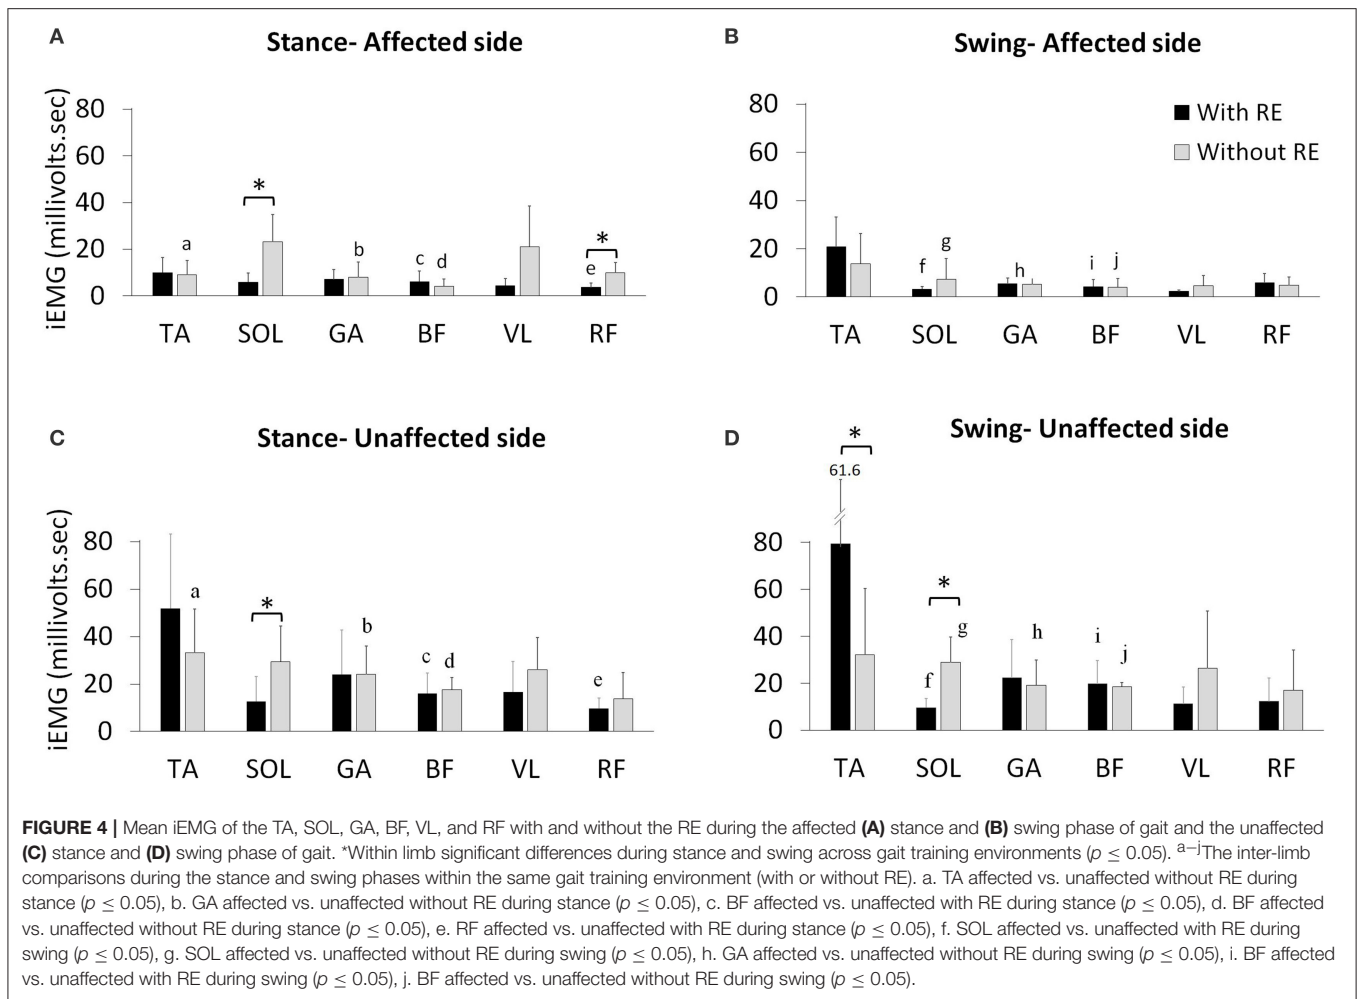 A
Stance- Affected side
iEMG (millivolts.sec)
80
60
40
20
0
a
*
b
c
d
*
e
TA SOL GA BF VL RF
B
Swing- Affected side
With RE
Without RE
80
60
40
20
0
f
g
h
i
j
TA SOL GA BF VL RF
C
Stance- Unaffected side
iEMG (millivolts.sec)
80
60
40
20
0
a
*
b
c
d
e
TA SOL GA BF VL RF
D
Swing- Unaffected side
*
61.6
80
60
40
20
0
*
f
g
h
i
j
TA SOL GA BF VL RF
FIGURE 4 | Mean iEMG of the TA, SOL, GA, BF, VL, and RF with and without the RE during the affected (A) stance and (B) swing phase of gait and the unaffected
(C) stance and (D) swing phase of gait. *Within limb significant differences during stance and swing across gait training environments (p ≤ 0.05). a–jThe inter-limb
comparisons during the stance and swing phases within the same gait training environment (with or without RE). a. TA affected vs. unaffected without RE during
stance (p ≤ 0.05), b. GA affected vs. unaffected without RE during stance (p ≤ 0.05), c. BF affected vs. unaffected with RE during stance (p ≤ 0.05), d. BF affected
vs. unaffected without RE during stance (p ≤ 0.05), e. RF affected vs. unaffected with RE during stance (p ≤ 0.05), f. SOL affected vs. unaffected with RE during
swing (p ≤ 0.05), g. SOL affected vs. unaffected without RE during swing (p ≤ 0.05), h. GA affected vs. unaffected without RE during swing (p ≤ 0.05), i. BF affected
vs. unaffected with RE during swing (p ≤ 0.05), j. BF affected vs. unaffected without RE during swing (p ≤ 0.05).